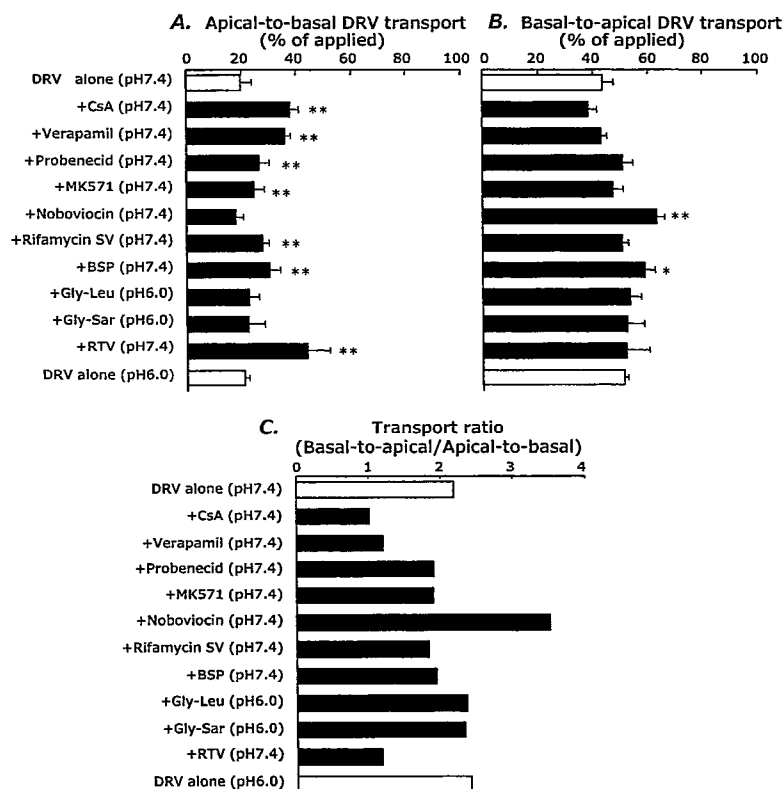 A. Apical-to-basal DRV transport
(% of applied)
0 20 40 60 80 100
B. Basal-to-apical DRV transport
(% of applied)
0 20 40 60 80 100
DRV alone (pH7.4)
+CsA (pH7.4) **
+Verapamil (pH7.4) **
+Probenecid (pH7.4) **
+MK571 (pH7.4) **
+Noboviocin (pH7.4) **
+Rifamycin SV (pH7.4) **
+BSP (pH7.4) ** *
+Gly-Leu (pH6.0)
+Gly-Sar (pH6.0)
+RTV (pH7.4) **
DRV alone (pH6.0)
C. Transport ratio
(Basal-to-apical/Apical-to-basal)
0 1 2 3 4
DRV alone (pH7.4)
+CsA (pH7.4)
+Verapamil (pH7.4)
+Probenecid (pH7.4)
+MK571 (pH7.4)
+Noboviocin (pH7.4)
+Rifamycin SV (pH7.4)
+BSP (pH7.4)
+Gly-Leu (pH6.0)
+Gly-Sar (pH6.0)
+RTV (pH7.4)
DRV alone (pH6.0)